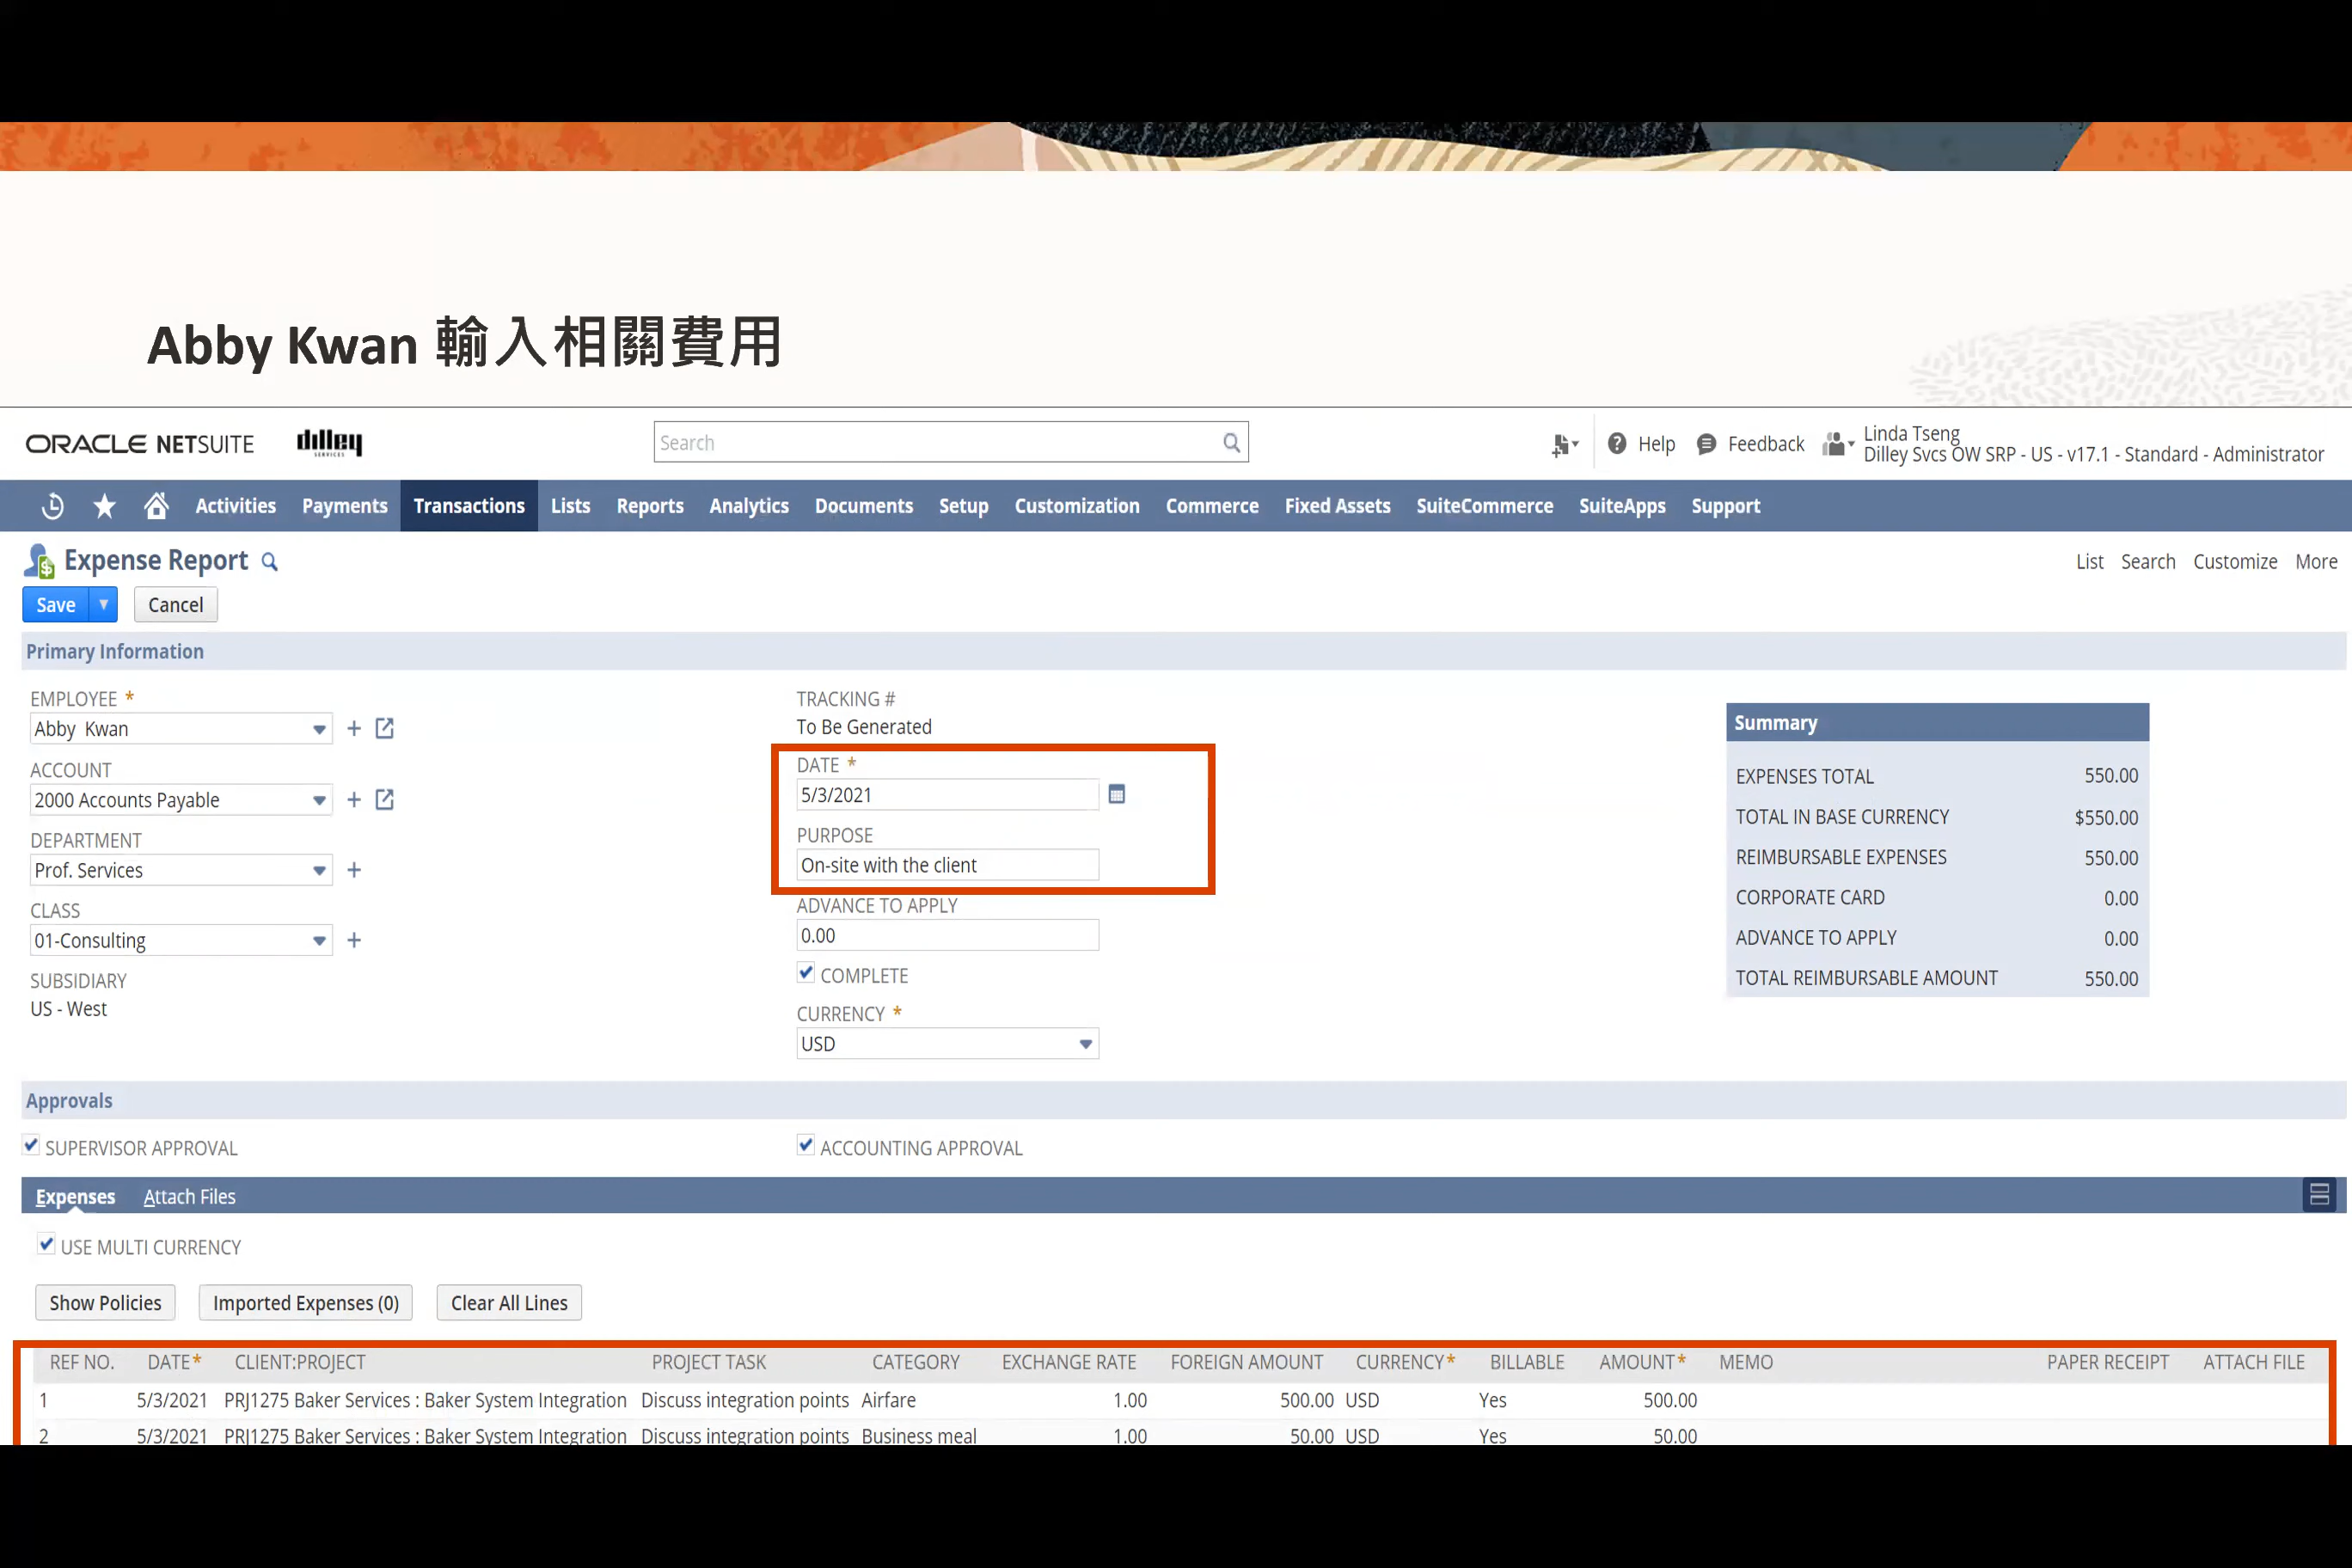 Abby Kwan 輸入相關費用
ORACLE NETSUITE dilley SERVICES Search Help Feedback Linda Tseng
Dilley Svcs OW SRP - US - v17.1 - Standard - Administrator
Activities Payments Transactions Lists Reports Analytics Documents Setup Customization Commerce Fixed Assets SuiteCommerce SuiteApps Support
Expense Report List Search Customize More
Save Cancel
Primary Information
EMPLOYEE *
Abby Kwan
ACCOUNT
2000 Accounts Payable
DEPARTMENT
Prof. Services
CLASS
01-Consulting
SUBSIDIARY
US - West
TRACKING #
To Be Generated
DATE *
5/3/2021
PURPOSE
On-site with the client
ADVANCE TO APPLY
0.00
COMPLETE
CURRENCY *
USD
Summary
EXPENSES TOTAL 550.00
TOTAL IN BASE CURRENCY $550.00
REIMBURSABLE EXPENSES 550.00
CORPORATE CARD 0.00
ADVANCE TO APPLY 0.00
TOTAL REIMBURSABLE AMOUNT 550.00
Approvals
SUPERVISOR APPROVAL ACCOUNTING APPROVAL
Expenses Attach Files
USE MULTI CURRENCY
Show Policies Imported Expenses (0) Clear All Lines
REF NO. DATE* CLIENT:PROJECT PROJECT TASK CATEGORY EXCHANGE RATE FOREIGN AMOUNT CURRENCY* BILLABLE AMOUNT* MEMO PAPER RECEIPT ATTACH FILE
1 5/3/2021 PRJ1275 Baker Services : Baker System Integration Discuss integration points Airfare 1.00 500.00 USD Yes 500.00
2 5/3/2021 PRJ1275 Baker Services : Baker System Integration Discuss integration points Business meal 1.00 50.00 USD Yes 50.00